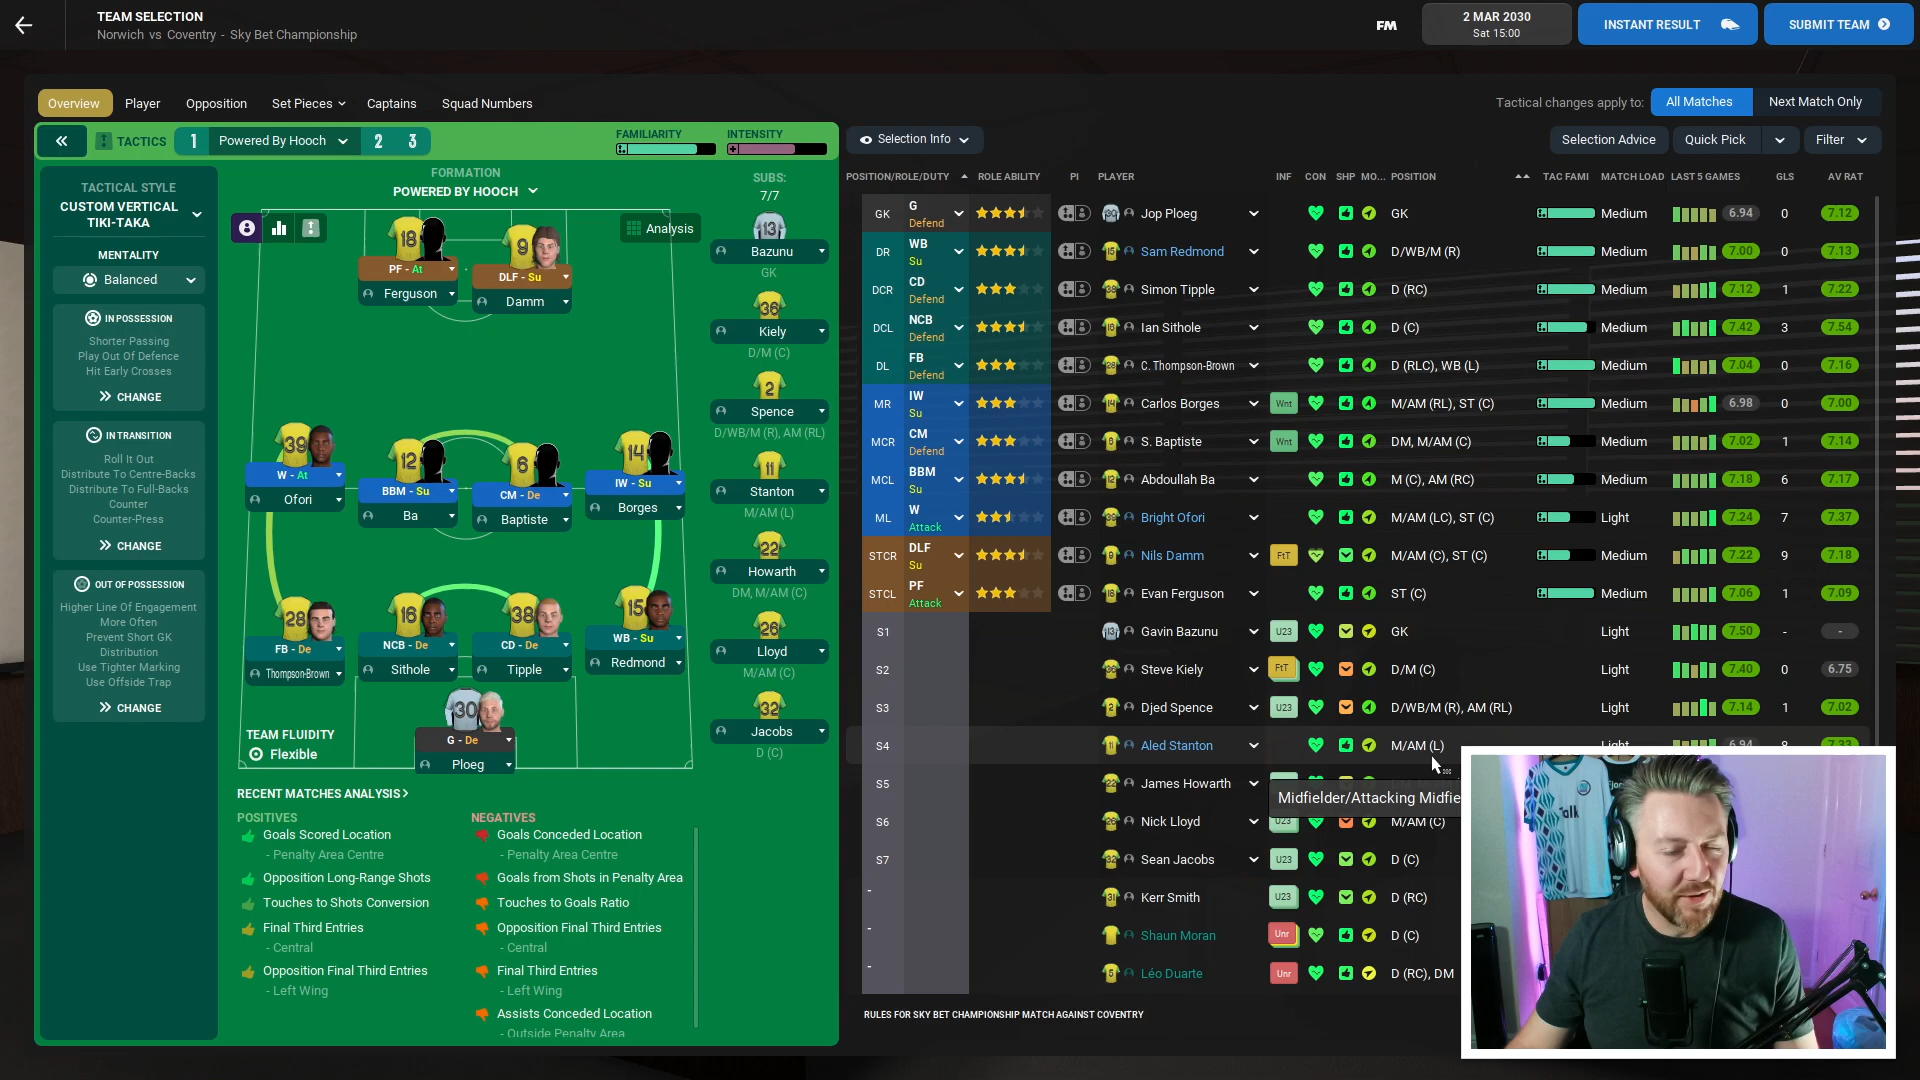 TEAM SELECTION
Norwich vs Coventry - Sky Bet Championship
FM
2 MAR 2030
Sat 15:00
INSTANT RESULT
SUBMIT TEAM
Overview
Player
Opposition
Set Pieces
Captains
Squad Numbers
Tactical changes apply to:
All Matches
Next Match Only
TACTICS
1
Powered By Hooch
2
3
FAMILIARITY
INTENSITY
Selection Info
Selection Advice
Quick Pick
Filter
TACTICAL STYLE
CUSTOM VERTICAL
TIKI-TAKA
MENTALITY
Balanced
IN POSSESSION
Shorter Passing
Play Out Of Defence
Hit Early Crosses
CHANGE
IN TRANSITION
Roll It Out
Distribute To Centre-Backs
Distribute To Full-Backs
Counter
Counter-Press
CHANGE
OUT OF POSSESSION
Higher Line Of Engagement
More Often
Prevent Short GK
Distribution
Use Tighter Marking
Use Offside Trap
CHANGE
FORMATION
POWERED BY HOOCH
Analysis
18
PF - At
Ferguson
9
DLF - Su
Damm
39
W - At
Ofori
12
BBM - Su
Ba
6
CM - De
Baptiste
14
IW - Su
Borges
28
FB - De
Thompson-Brown
16
NCB - De
Sithole
38
CD - De
Tipple
15
WB - Su
Redmond
30
G - De
Ploeg
TEAM FLUIDITY
Flexible
SUBS:
7/7
13
Bazunu
GK
36
Kiely
D/M (C)
2
Spence
D/WB/M (R), AM (RL)
11
Stanton
M/AM (L)
22
Howarth
DM, M/AM (C)
26
Lloyd
M/AM (C)
32
Jacobs
D (C)
RECENT MATCHES ANALYSIS >
POSITIVES
Goals Scored Location
- Penalty Area Centre
Opposition Long-Range Shots
Touches to Shots Conversion
Final Third Entries
- Central
Opposition Final Third Entries
- Left Wing
NEGATIVES
Goals Conceded Location
- Penalty Area Centre
Goals from Shots in Penalty Area
Touches to Goals Ratio
Opposition Final Third Entries
- Central
Final Third Entries
- Left Wing
Assists Conceded Location
- Outside Penalty Area
POSITION/ROLE/DUTY ROLE ABILITY PI PLAYER INF CON SHP MO... POSITION TAC FAMI MATCH LOAD LAST 5 GAMES GLS AV RAT
GK G Defend Jop Ploeg GK Medium 6.94 0 7.12
DR WB Su Sam Redmond D/WB/M (R) Medium 7.00 0 7.13
DCR CD Defend Simon Tipple D (RC) Medium 7.12 1 7.22
DCL NCB Defend Ian Sithole D (C) Medium 7.42 3 7.54
DL FB Defend C. Thompson-Brown D (RLC), WB (L) Medium 7.04 0 7.16
MR IW Su Carlos Borges Wnt M/AM (RL), ST (C) Medium 6.98 0 7.00
MCR CM Defend S. Baptiste Wnt DM, M/AM (C) Medium 7.02 1 7.14
MCL BBM Su Abdoullah Ba M (C), AM (RC) Medium 7.18 6 7.17
ML W Attack Bright Ofori M/AM (LC), ST (C) Light 7.24 7 7.37
STCR DLF Su Nils Damm FtT M/AM (C), ST (C) Medium 7.22 9 7.18
STCL PF Attack Evan Ferguson ST (C) Medium 7.06 1 7.09
S1 Gavin Bazunu U23 GK Light 7.50 - -
S2 Steve Kiely FtT D/M (C) Light 7.40 0 6.75
S3 Djed Spence U23 D/WB/M (R), AM (RL) Light 7.14 1 7.02
S4 Aled Stanton M/AM (L)
S5 James Howarth
Midfielder/Attacking Midfie
S6 Nick Lloyd U23 M/AM (C)
S7 Sean Jacobs U23 D (C)
- Kerr Smith U23 D (RC)
- Shaun Moran Unr D (C)
- Léo Duarte Unr D (RC), DM
RULES FOR SKY BET CHAMPIONSHIP MATCH AGAINST COVENTRY
Talk